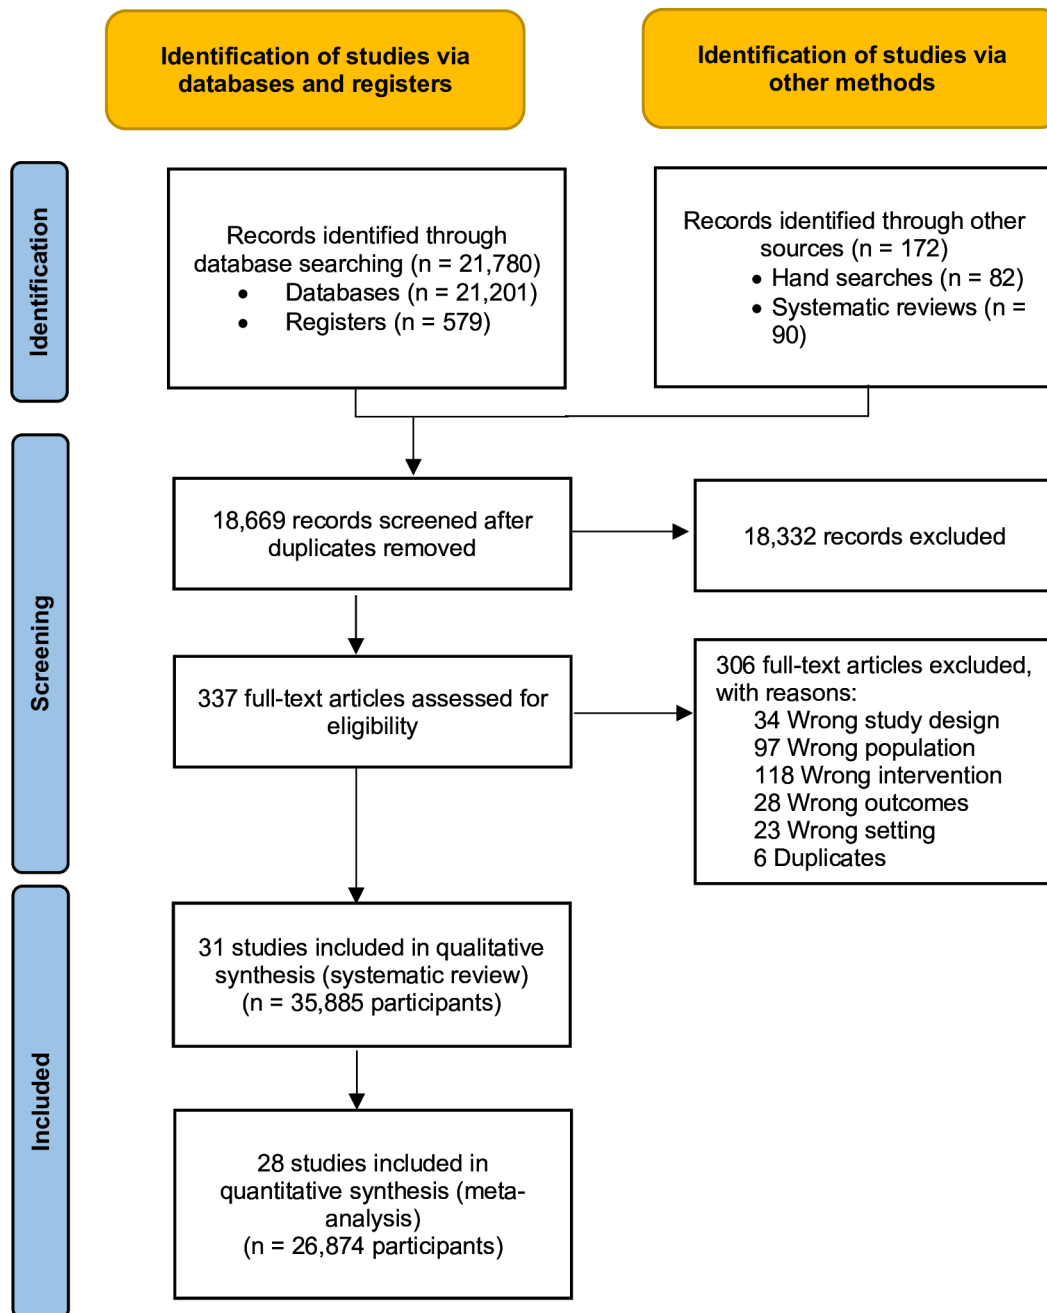 Identification of studies via
databases and registers
Identification of studies via
other methods
Identification
Records identified through
database searching (n = 21,780)
• Databases (n = 21,201)
• Registers (n = 579)
Records identified through other
sources (n = 172)
• Hand searches (n = 82)
• Systematic reviews (n =
90)
Screening
18,669 records screened after
duplicates removed
18,332 records excluded
337 full-text articles assessed for
eligibility
306 full-text articles excluded,
with reasons:
34 Wrong study design
97 Wrong population
118 Wrong intervention
28 Wrong outcomes
23 Wrong setting
6 Duplicates
Included
31 studies included in qualitative
synthesis (systematic review)
(n = 35,885 participants)
28 studies included in
quantitative synthesis (meta-
analysis)
(n = 26,874 participants)